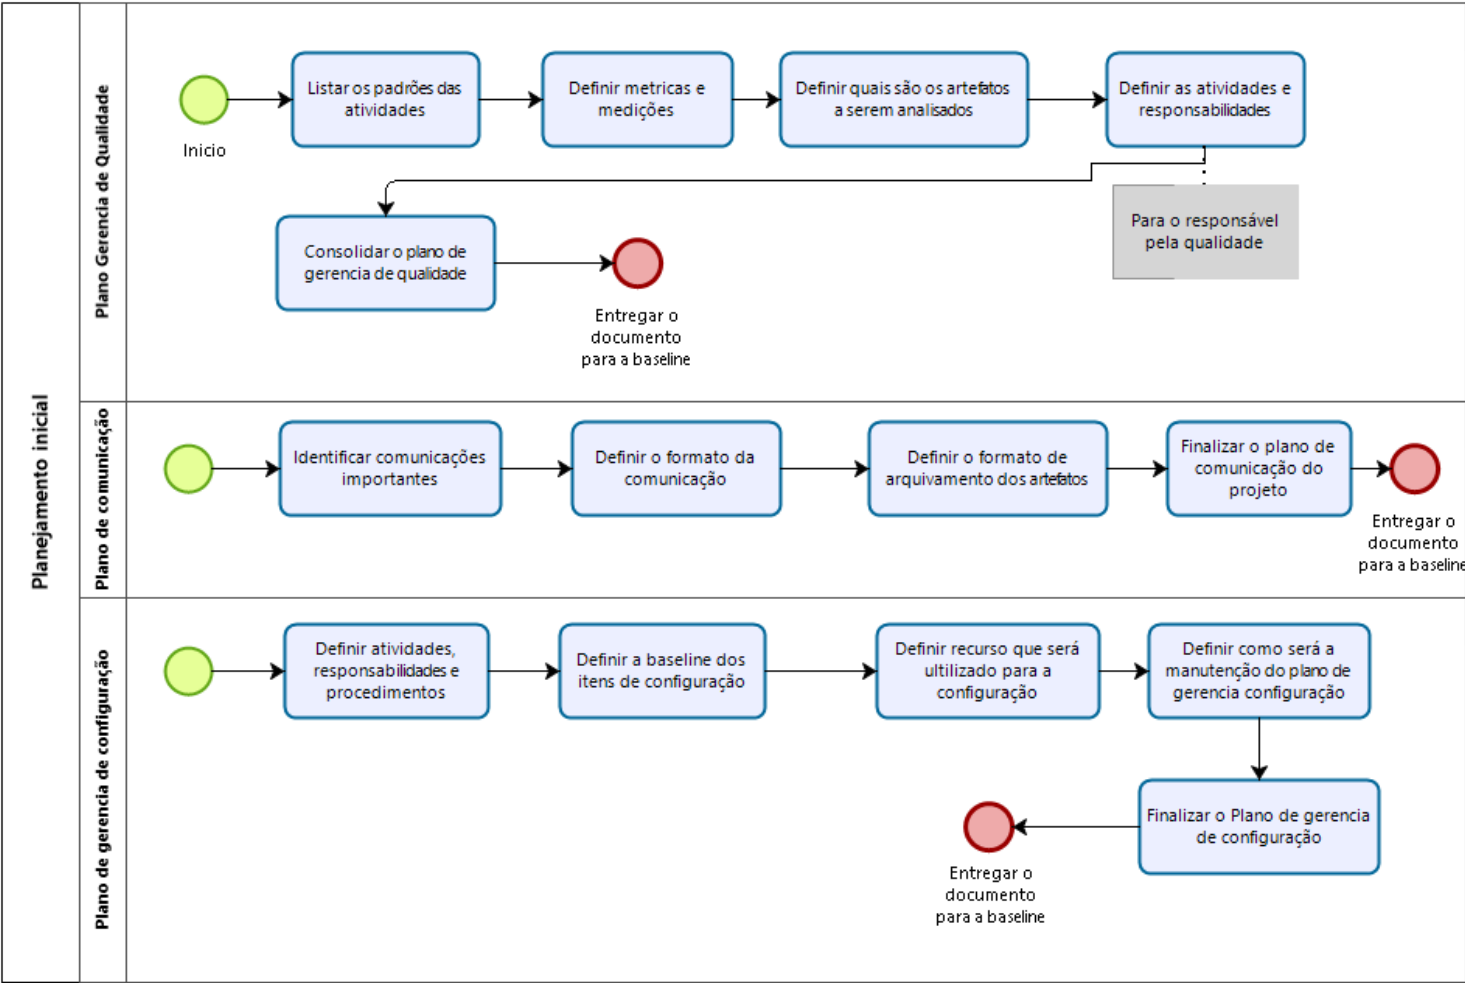 Planejamento inicial
Plano Gerencia de Qualidade
Inicio
Listar os padrões das
atividades
Definir metricas e
medições
Definir quais são os artefatos
a serem analisados
Definir as atividades e
responsabilidades
Para o responsável
pela qualidade
Consolidar o plano de
gerencia de qualidade
Entregar o
documento
para a baseline
Plano de comunicação
Identificar comunicações
importantes
Definir o formato da
comunicação
Definir o formato de
arquivamento dos artefatos
Finalizar o plano de
comunicação do
projeto
Entregar o
documento
para a baseline
Plano de gerencia de configuração
Definir atividades,
responsabilidades e
procedimentos
Definir a baseline dos
itens de configuração
Definir recurso que será
ultilizado para a
configuração
Definir como será a
manutenção do plano de
gerencia configuração
Finalizar o Plano de gerencia
de configuração
Entregar o
documento
para a baseline